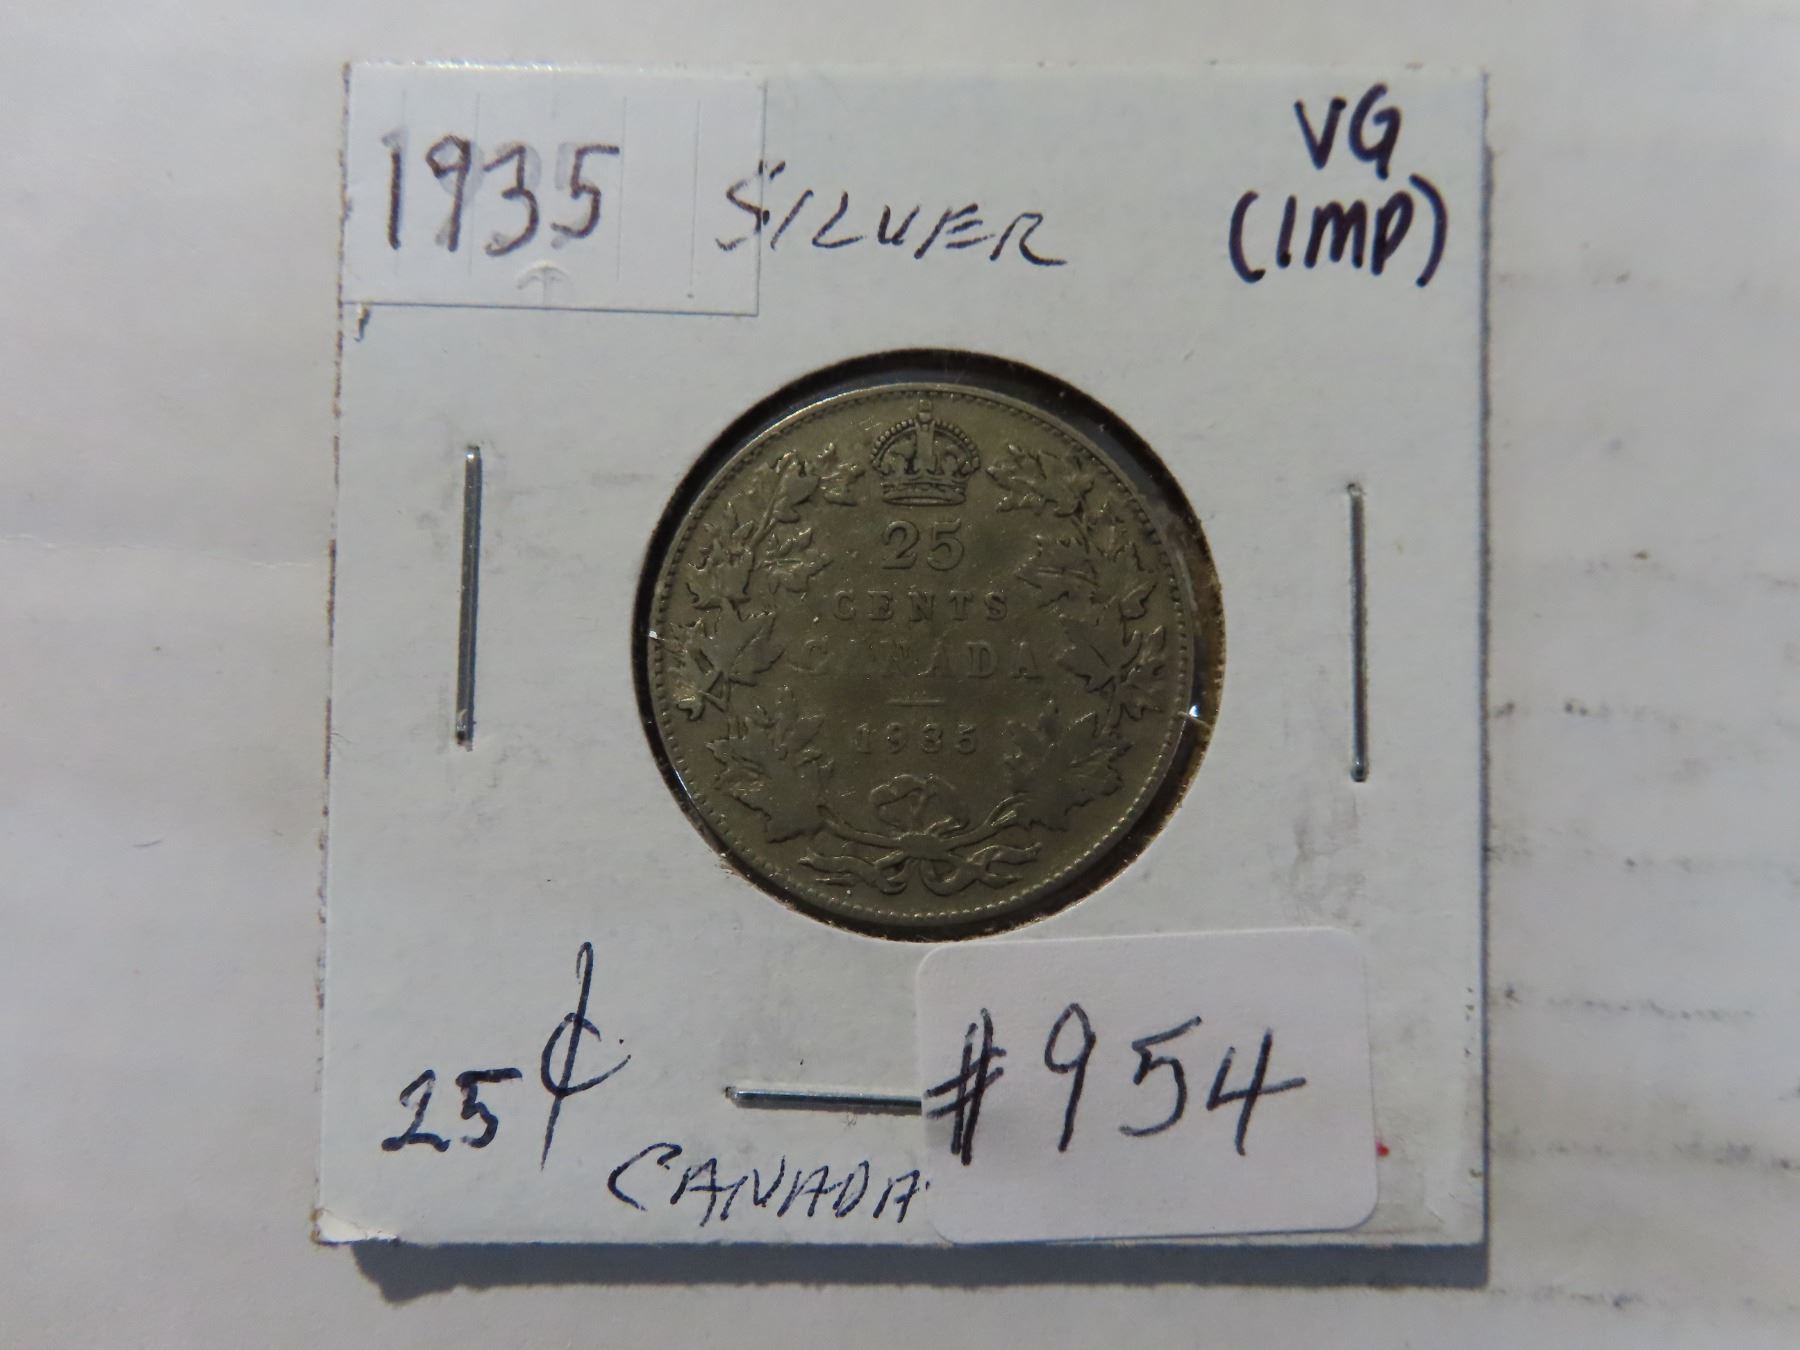 1935 SILVER VG
(IMP)
25
CENTS
CANADA
1935
25¢
CANADA
#954